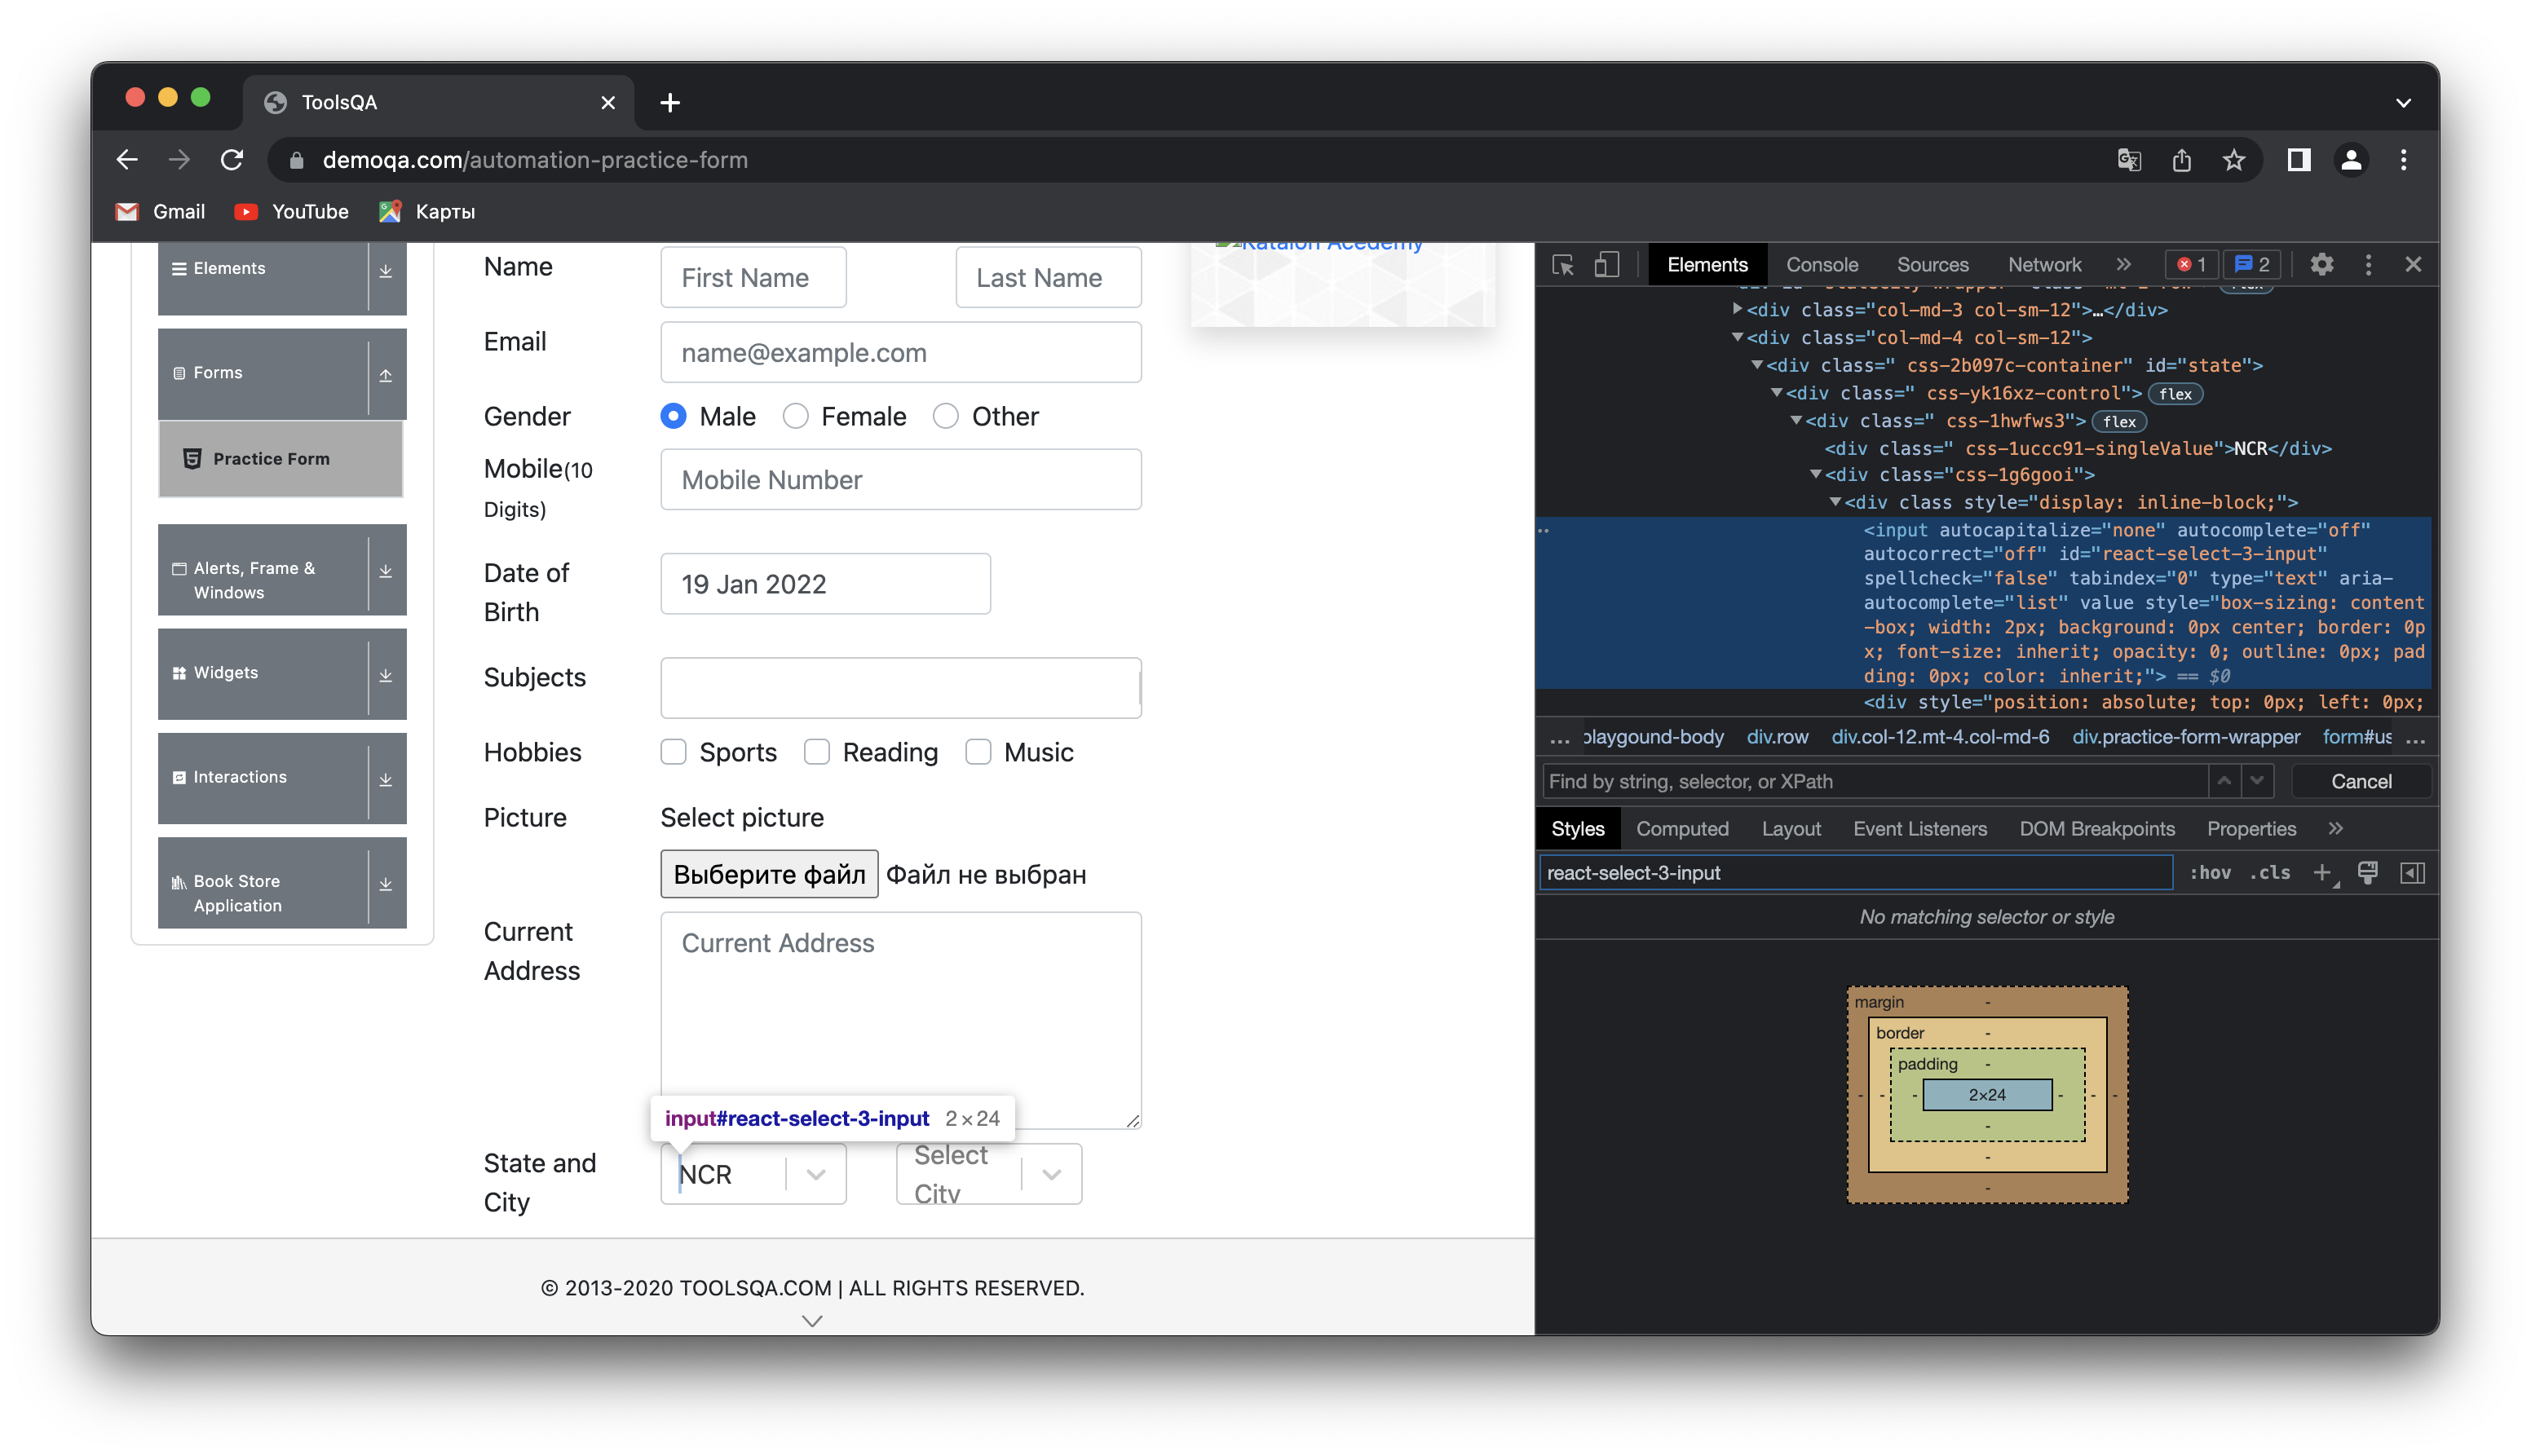 ToolsQA
demoqa.com/automation-practice-form
Gmail
YouTube
Карты
Elements
Forms
Practice Form
Alerts, Frame &
Windows
Widgets
Interactions
Book Store
Application
Name
First Name
Last Name
Email
name@example.com
Gender
Male
Female
Other
Mobile(10
Digits)
Mobile Number
Date of
Birth
19 Jan 2022
Subjects
Hobbies
Sports
Reading
Music
Picture
Select picture
Выберите файл
Файл не выбран
Current
Address
Current Address
input#react-select-3-input 2 × 24
State and
City
NCR
Select
City
© 2013-2020 TOOLSQA.COM | ALL RIGHTS RESERVED.
Katalon Acedemy
Elements
Console
Sources
Network
1
2
<div class="col-md-3 col-sm-12">…</div>
<div class="col-md-4 col-sm-12">
<div class=" css-2b097c-container" id="state">
<div class=" css-yk16xz-control"> flex
<div class=" css-1hwfws3"> flex
<div class=" css-1uccc91-singleValue">NCR</div>
<div class="css-1g6gooi">
<div class style="display: inline-block;">
<input autocapitalize="none" autocomplete="off"
autocorrect="off" id="react-select-3-input"
spellcheck="false" tabindex="0" type="text" aria-
autocomplete="list" value style="box-sizing: content
-box; width: 2px; background: 0px center; border: 0p
x; font-size: inherit; opacity: 0; outline: 0px; pad
ding: 0px; color: inherit;"> == $0
<div style="position: absolute; top: 0px; left: 0px;
… playgound-body div.row div.col-12.mt-4.col-md-6 div.practice-form-wrapper form#us …
Find by string, selector, or XPath
Cancel
Styles
Computed
Layout
Event Listeners
DOM Breakpoints
Properties
react-select-3-input
:hov .cls
No matching selector or style
margin -
border -
padding -
- - - 2×24 - - -
-
-
-